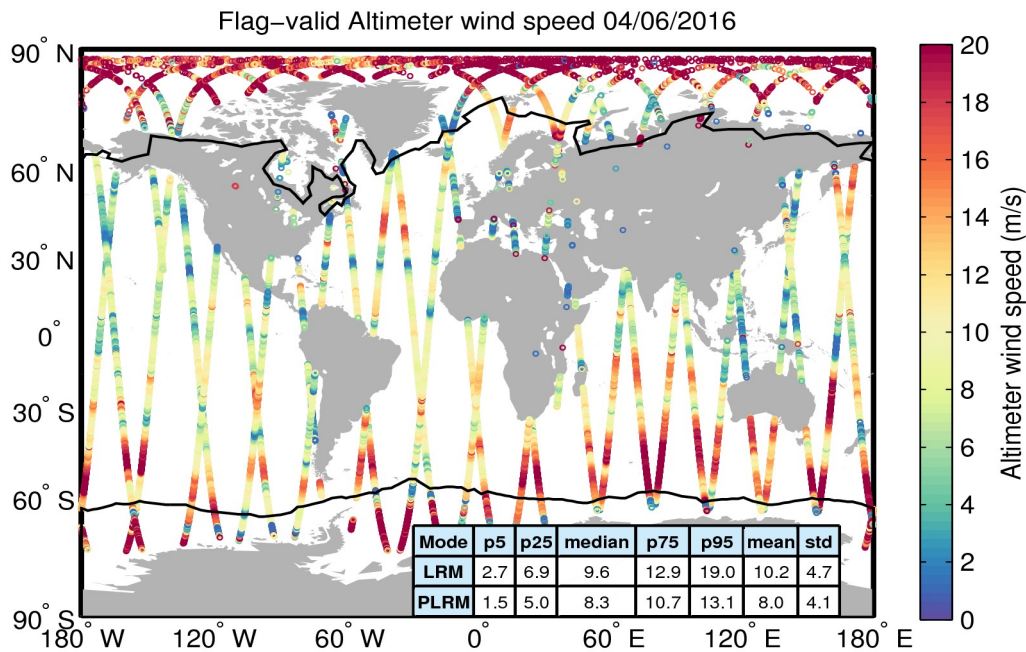 Flag−valid Altimeter wind speed 04/06/2016
90° N
60° N
30° N
0°
30° S
60° S
90° S
180° W
120° W
60° W
0°
60° E
120° E
180° E
Mode p5 p25 median p75 p95 mean std
LRM 2.7 6.9 9.6 12.9 19.0 10.2 4.7
PLRM 1.5 5.0 8.3 10.7 13.1 8.0 4.1
20
18
16
14
12
10
8
6
4
2
0
Altimeter wind speed (m/s)